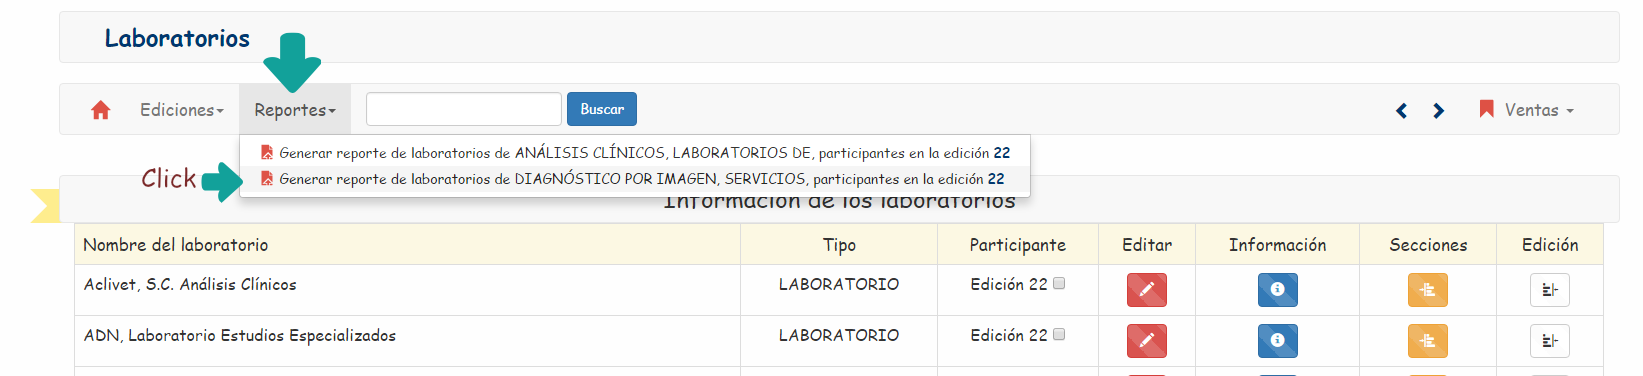 Laboratorios
Ediciones Reportes Buscar Ventas
Generar reporte de laboratorios de ANÁLISIS CLÍNICOS, LABORATORIOS DE, participantes en la edición 22
Click Generar reporte de laboratorios de DIAGNÓSTICO POR IMAGEN, SERVICIOS, participantes en la edición 22
Información de los laboratorios
Nombre del laboratorio Tipo Participante Editar Información Secciones Edición
Aclivet, S.C. Análisis Clínicos LABORATORIO Edición 22
ADN, Laboratorio Estudios Especializados LABORATORIO Edición 22